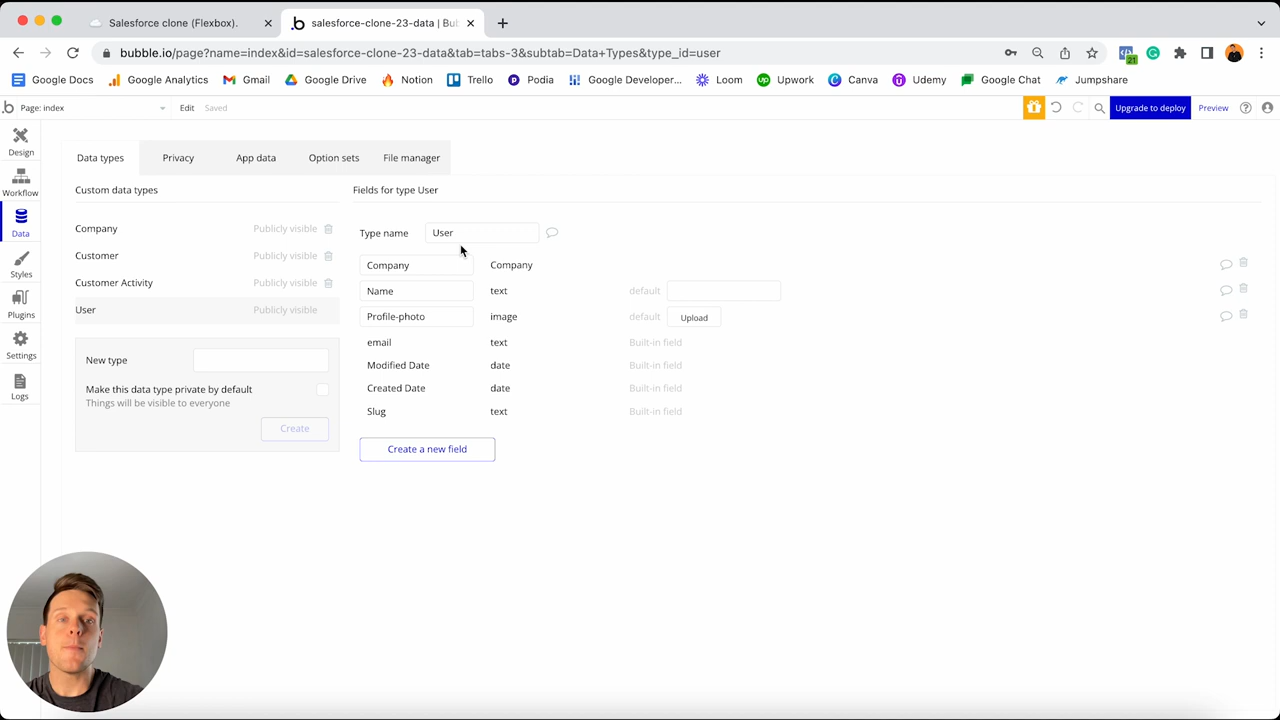 Salesforce clone (Flexbox).
salesforce-clone-23-data | Bu
bubble.io/page?name=index&id=salesforce-clone-23-data&tab=tabs-3&subtab=Data+Types&type_id=user
21
Google Docs Google Analytics Gmail Google Drive Notion Trello Podia Google Developer... Loom Upwork Canva Udemy Google Chat Jumpshare
Page: index Edit Saved Upgrade to deploy Preview
Design
Workflow
Data
Styles
Plugins
Settings
Logs
Data types Privacy App data Option sets File manager
Custom data types
Company Publicly visible
Customer Publicly visible
Customer Activity Publicly visible
User Publicly visible
New type
Make this data type private by default
Things will be visible to everyone
Create
Fields for type User
Type name User
Company Company
Name text default
Profile-photo image default Upload
email text Built-in field
Modified Date date Built-in field
Created Date date Built-in field
Slug text Built-in field
Create a new field